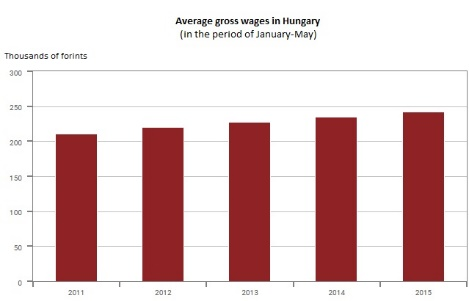 Average gross wages in Hungary
(in the period of January-May)
Thousands of forints
300
250
200
150
100
50
0
2011 2012 2013 2014 2015